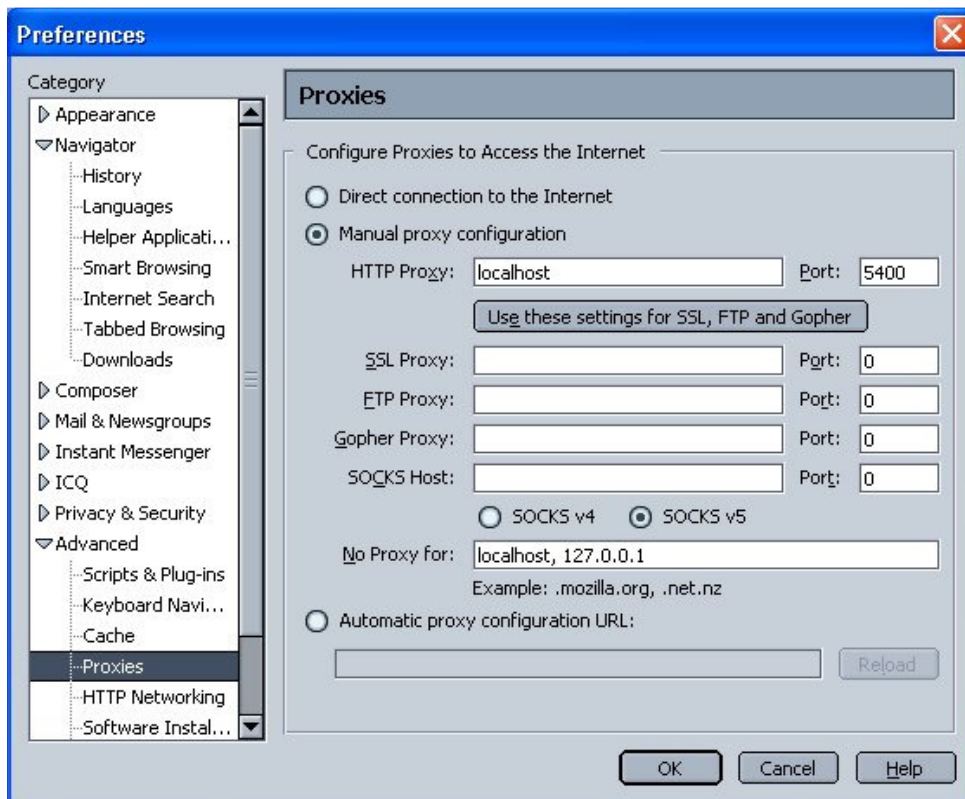 Preferences
Category
Appearance
Navigator
History
Languages
Helper Applicati...
Smart Browsing
Internet Search
Tabbed Browsing
Downloads
Composer
Mail & Newsgroups
Instant Messenger
ICQ
Privacy & Security
Advanced
Scripts & Plug-ins
Keyboard Navi...
Cache
Proxies
HTTP Networking
Software Instal...
Proxies
Configure Proxies to Access the Internet
Direct connection to the Internet
Manual proxy configuration
HTTP Proxy: localhost Port: 5400
Use these settings for SSL, FTP and Gopher
SSL Proxy: Port: 0
FTP Proxy: Port: 0
Gopher Proxy: Port: 0
SOCKS Host: Port: 0
SOCKS v4 SOCKS v5
No Proxy for: localhost, 127.0.0.1
Example: .mozilla.org, .net.nz
Automatic proxy configuration URL:
Reload
OK Cancel Help